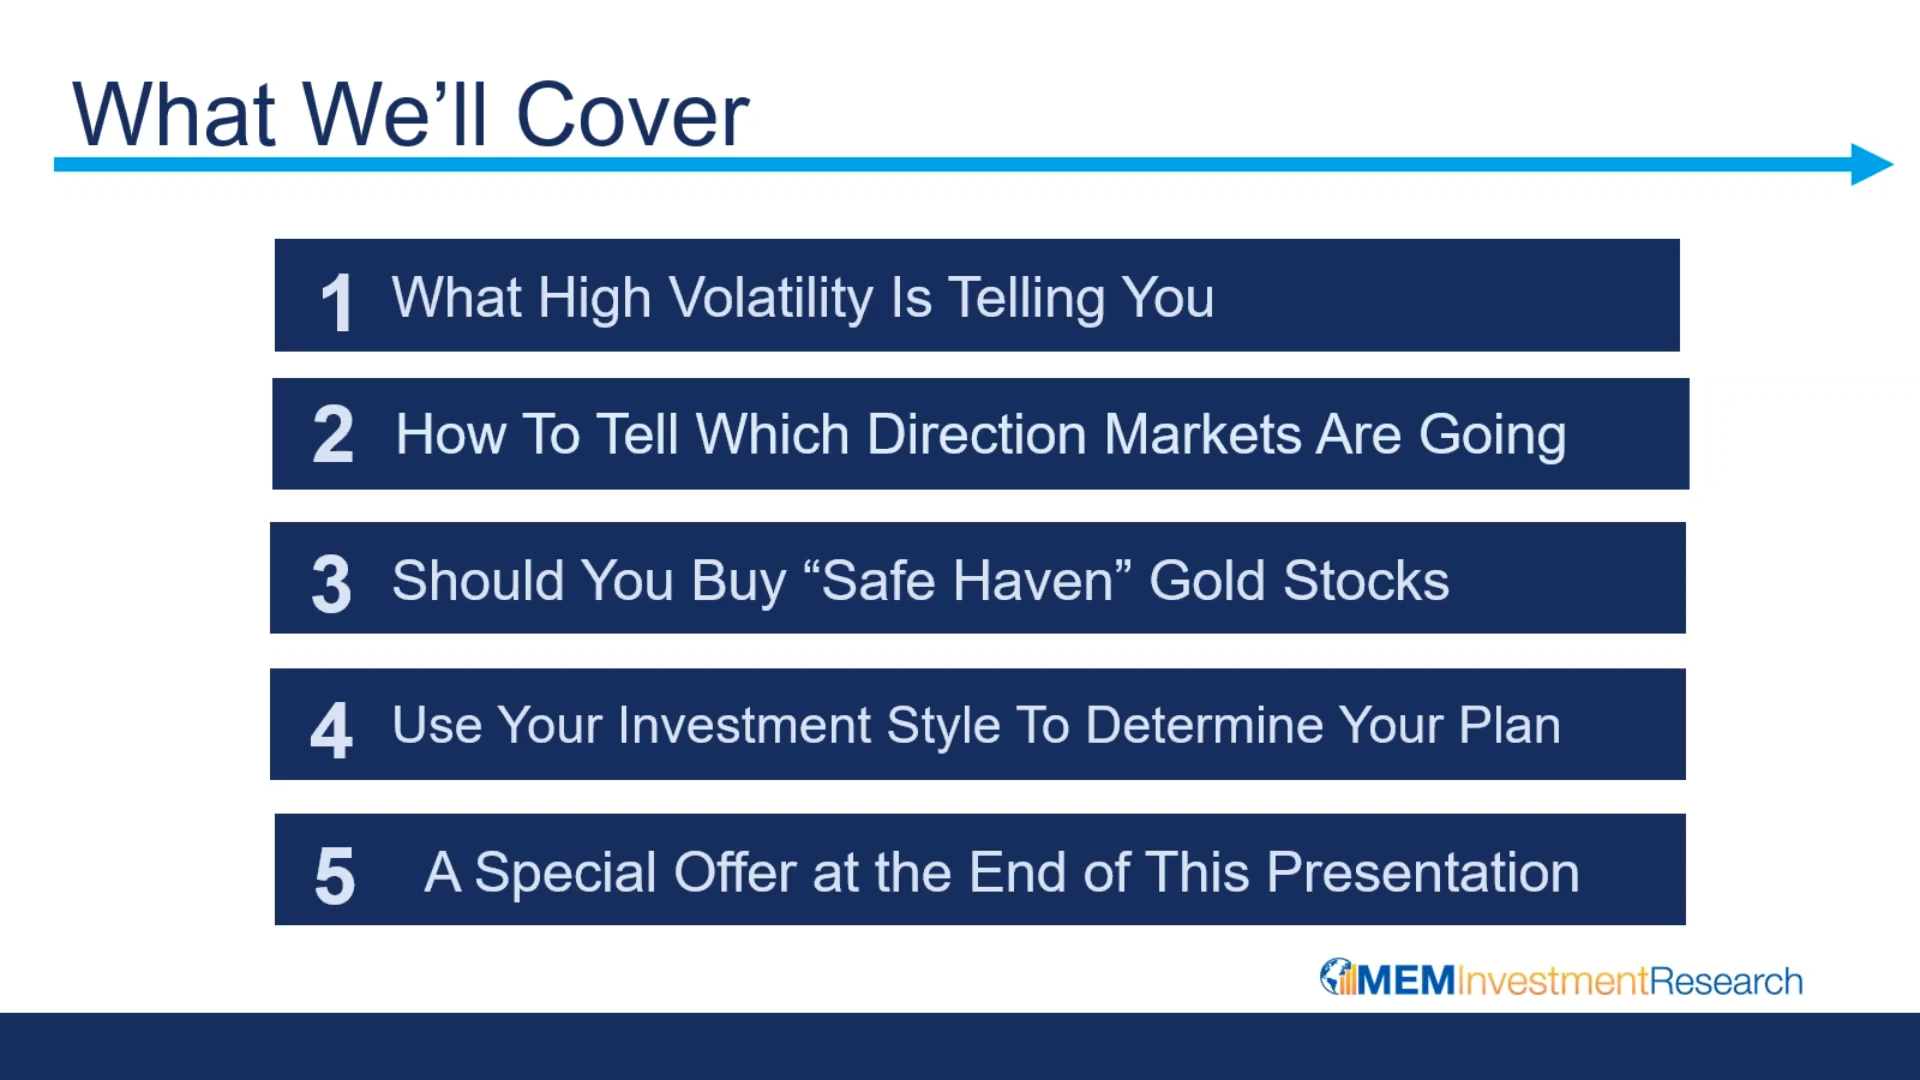 What We’ll Cover
1 What High Volatility Is Telling You
2 How To Tell Which Direction Markets Are Going
3 Should You Buy “Safe Haven” Gold Stocks
4 Use Your Investment Style To Determine Your Plan
5 A Special Offer at the End of This Presentation
MEMInvestmentResearch